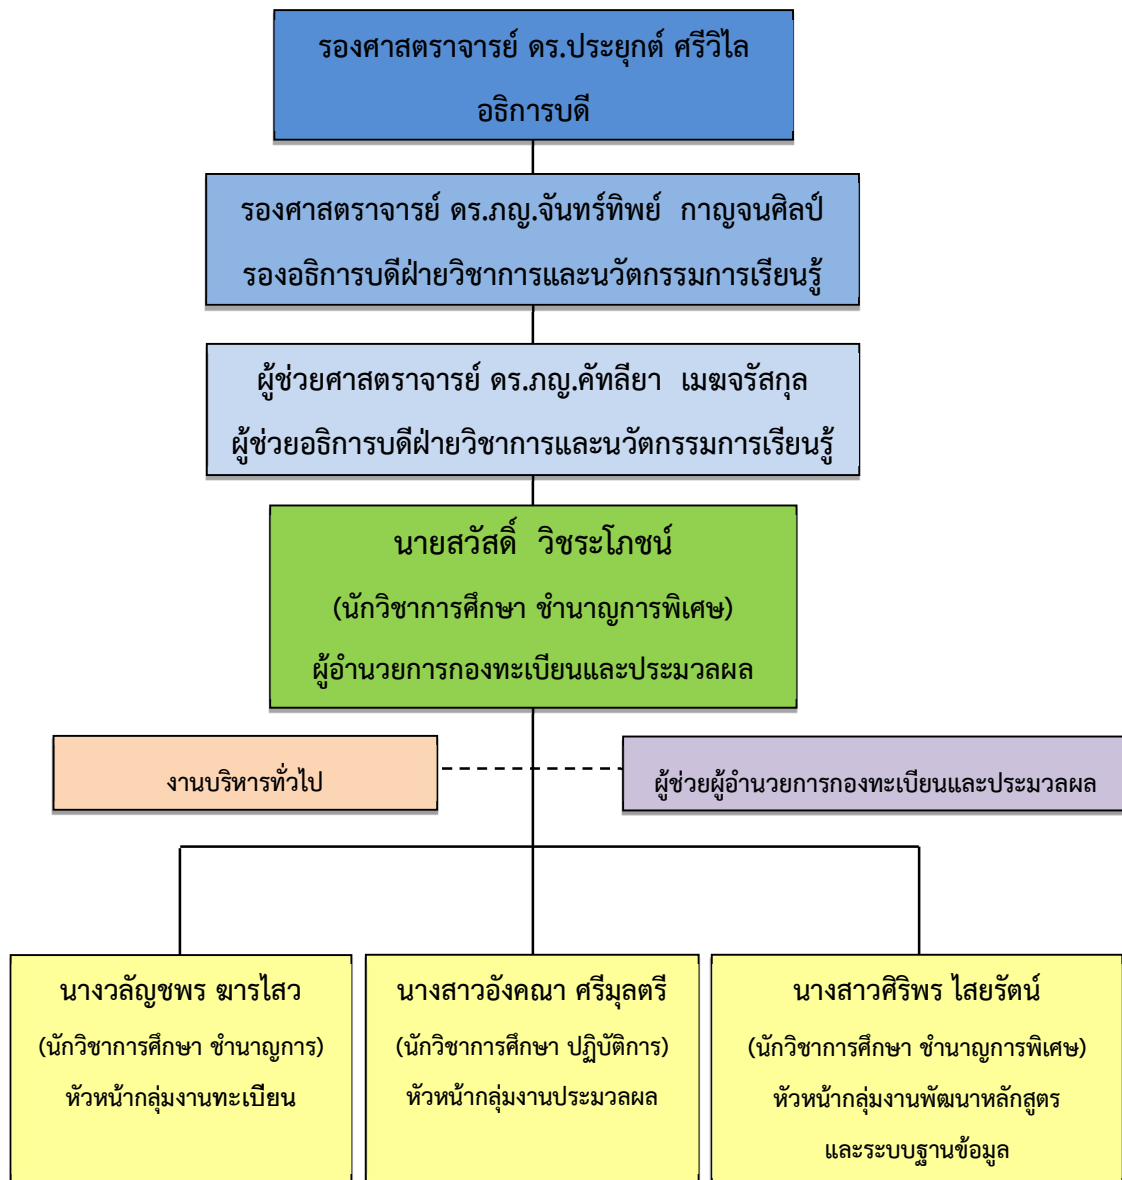 รองศาสตราจารย์ ดร.ประยุกต์ ศรีวิไล
อธิการบดี
รองศาสตราจารย์ ดร.ภญ.จันทร์ทิพย์ กาญจนศิลป์
รองอธิการบดีฝ่ายวิชาการและนวัตกรรมการเรียนรู้
ผู้ช่วยศาสตราจารย์ ดร.ภญ.คัทลียา เมฆจรัสกุล
ผู้ช่วยอธิการบดีฝ่ายวิชาการและนวัตกรรมการเรียนรู้
นายสวัสดิ์ วิชระโภชน์
(นักวิชาการศึกษา ชำนาญการพิเศษ)
ผู้อำนวยการกองทะเบียนและประมวลผล
งานบริหารทั่วไป
ผู้ช่วยผู้อำนวยการกองทะเบียนและประมวลผล
นางวลัญชพร ฆารไสว
(นักวิชาการศึกษา ชำนาญการ)
หัวหน้ากลุ่มงานทะเบียน
นางสาวอังคณา ศรีมุลตรี
(นักวิชาการศึกษา ปฏิบัติการ)
หัวหน้ากลุ่มงานประมวลผล
นางสาวศิริพร ไสยรัตน์
(นักวิชาการศึกษา ชำนาญการพิเศษ)
หัวหน้ากลุ่มงานพัฒนาหลักสูตร
และระบบฐานข้อมูล